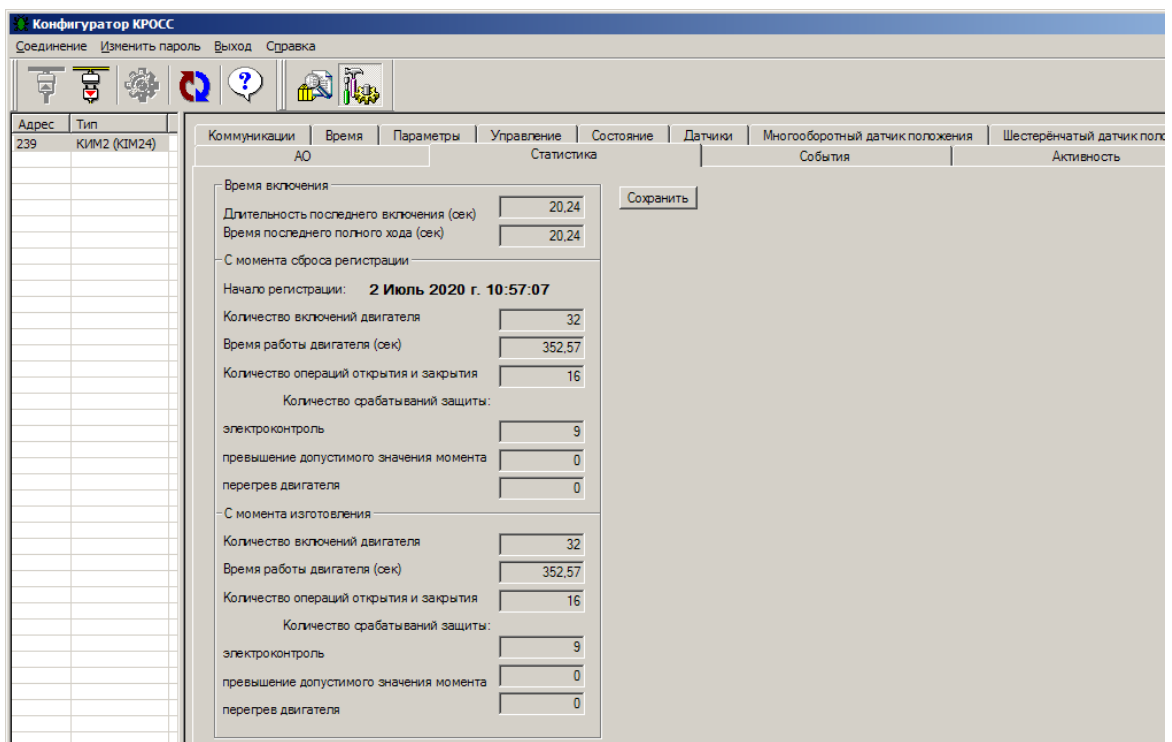 Конфигуратор КРОСС
Соединение Изменить пароль Выход Справка
Адрес Тип
239 КИМ2 (KIM24)
Коммуникации Время Параметры Управление Состояние Датчики Многооборотный датчик положения Шестерёнчатый датчик поло
АО Статистика События Активность
Время включения
Сохранить
Длительность последнего включения (сек) 20,24
Время последнего полного хода (сек) 20,24
С момента сброса регистрации
Начало регистрации: 2 Июль 2020 г. 10:57:07
Количество включений двигателя 32
Время работы двигателя (сек) 352,57
Количество операций открытия и закрытия 16
Количество срабатываний защиты:
электроконтроль 9
превышение допустимого значения момента 0
перегрев двигателя 0
С момента изготовления
Количество включений двигателя 32
Время работы двигателя (сек) 352,57
Количество операций открытия и закрытия 16
Количество срабатываний защиты:
электроконтроль 9
превышение допустимого значения момента 0
перегрев двигателя 0